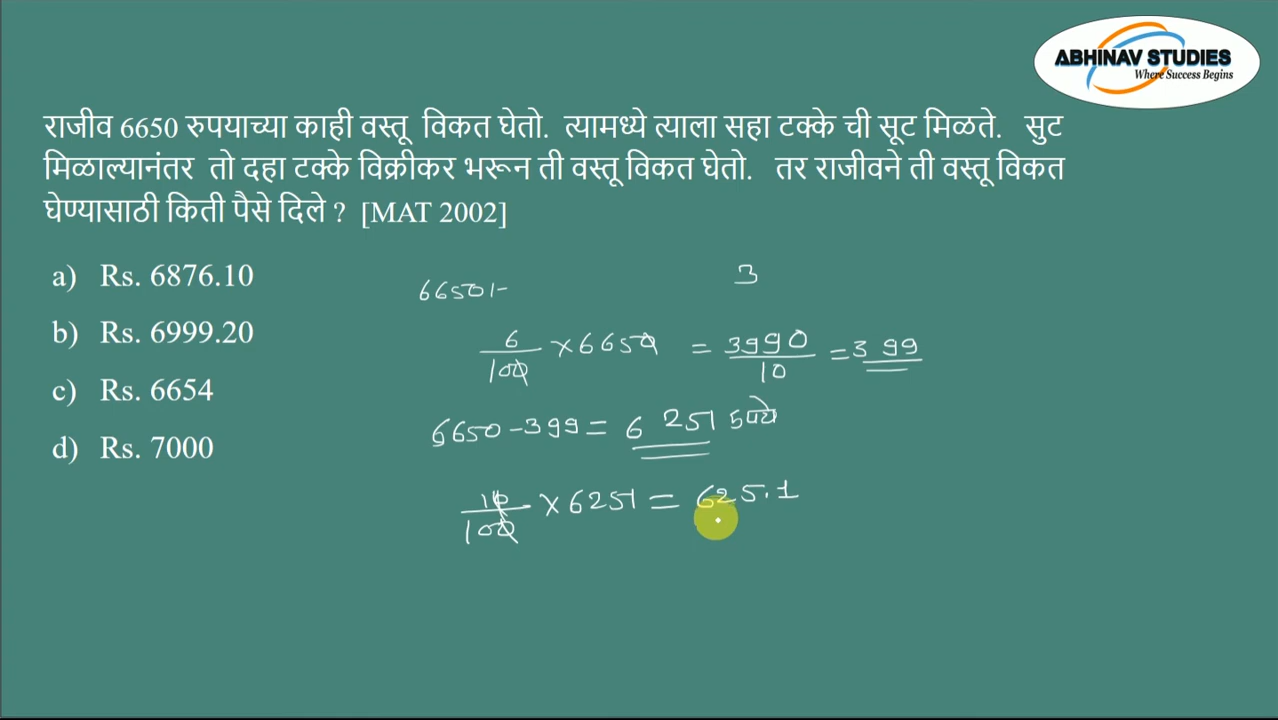 ABHINAV STUDIES
Where Success Begins
राजीव 6650 रुपयाच्या काही वस्तू विकत घेतो. त्यामध्ये त्याला सहा टक्के ची सूट मिळते. सुट
मिळाल्यानंतर तो दहा टक्के विक्रीकर भरून ती वस्तू विकत घेतो. तर राजीवने ती वस्तू विकत
घेण्यासाठी किती पैसे दिले ? [MAT 2002]
a) Rs. 6876.10
b) Rs. 6999.20
c) Rs. 6654
d) Rs. 7000
6650/-
3
6/100 × 6650 = 3990/10 = 399
6650 - 399 = 6251 रुपये
10/100 × 6251 = 625.1